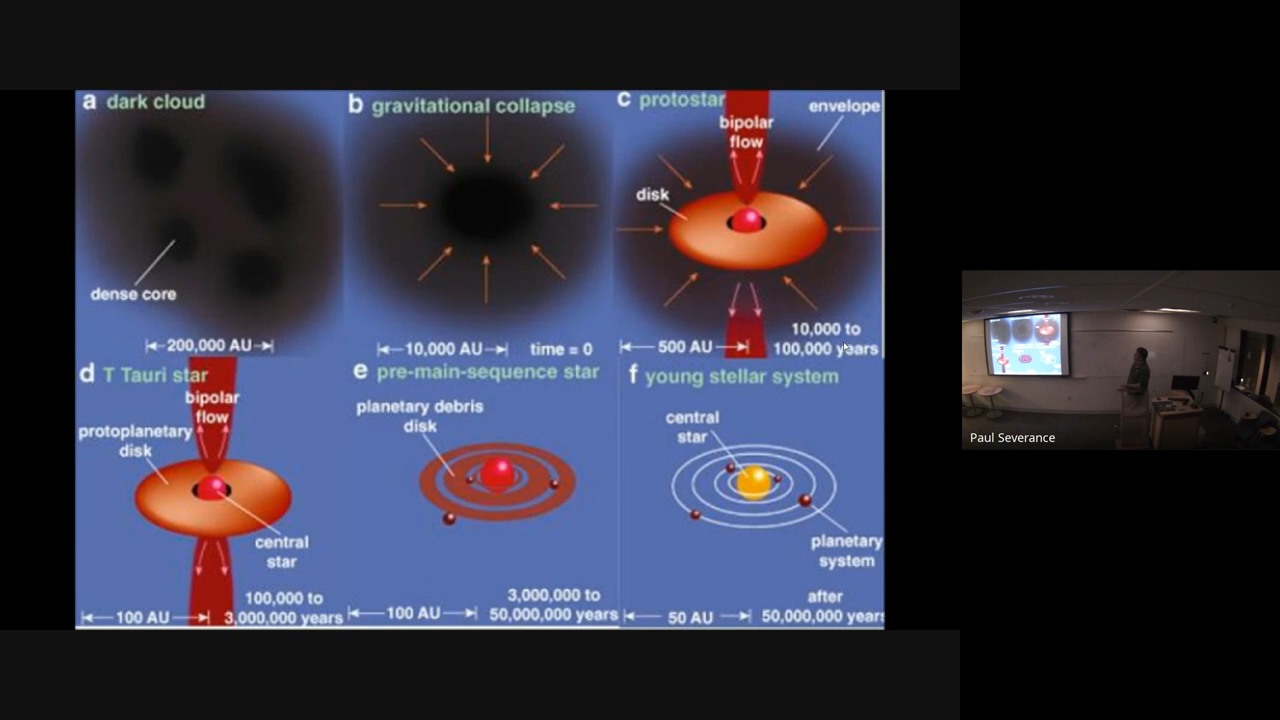 a dark cloud
dense core
200,000 AU
b gravitational collapse
10,000 AU
time = 0
c protostar
envelope
bipolar
flow
disk
500 AU
10,000 to
100,000 years
d T Tauri star
bipolar
flow
protoplanetary
disk
central
star
100 AU
100,000 to
3,000,000 years
e pre-main-sequence star
planetary debris
disk
100 AU
3,000,000 to
50,000,000 years
f young stellar system
central
star
planetary
system
50 AU
after
50,000,000 years
Paul Severance